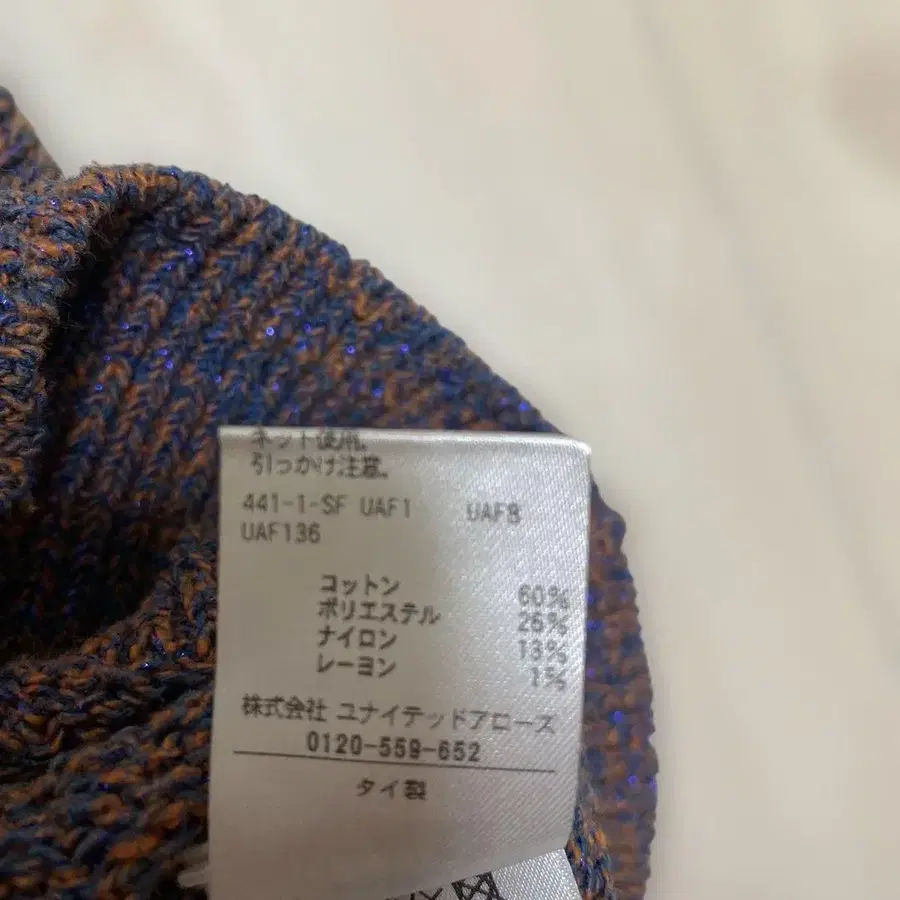 ネット使用。
引っかけ注意。
441-1-SF UAF1 UAF8
UAF136
コットン 60%
ポリエステル 26%
ナイロン 13%
レーヨン 1%
株式会社 ユナイテッドアローズ
0120-559-652
タイ製